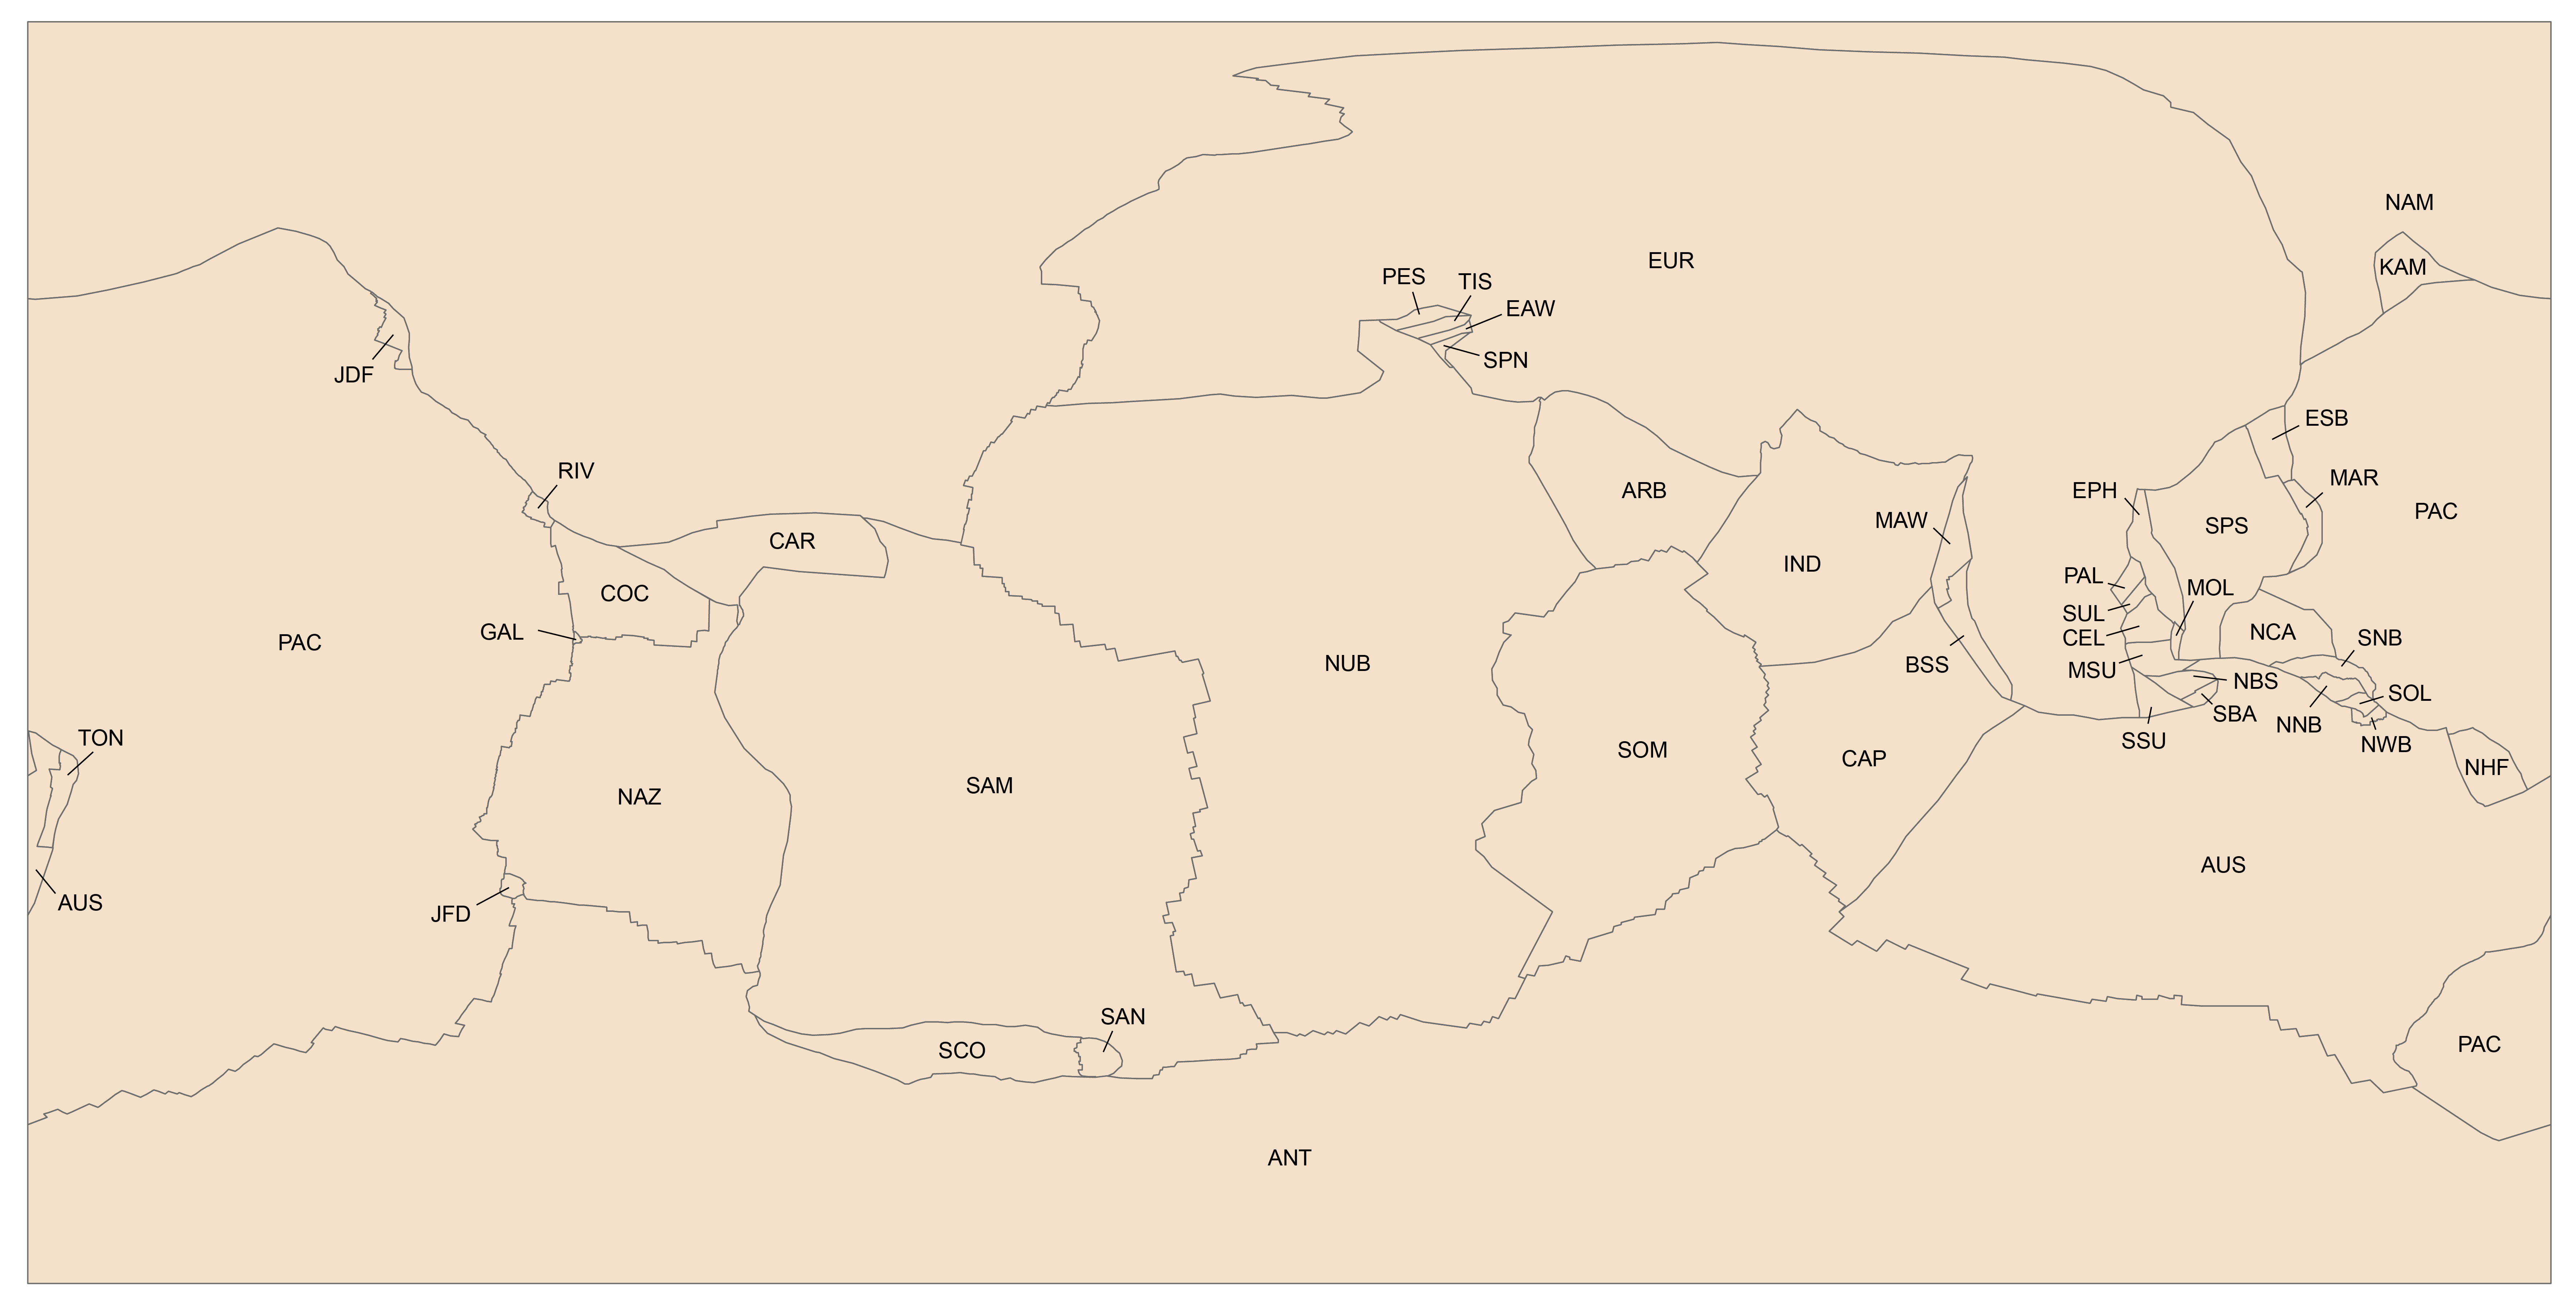 NAM
EUR
KAM
PES
TIS
EAW
SPN
JDF
ESB
RIV
MAR
EPH
ARB
PAC
MAW
SPS
CAR
IND
PAL
MOL
COC
SUL
GAL
CEL
NCA
SNB
PAC
NUB
BSS
MSU
NBS
SOL
SBA
NNB
TON
SSU
NWB
SOM
CAP
NHF
SAM
NAZ
AUS
AUS
JFD
SAN
SCO
PAC
ANT